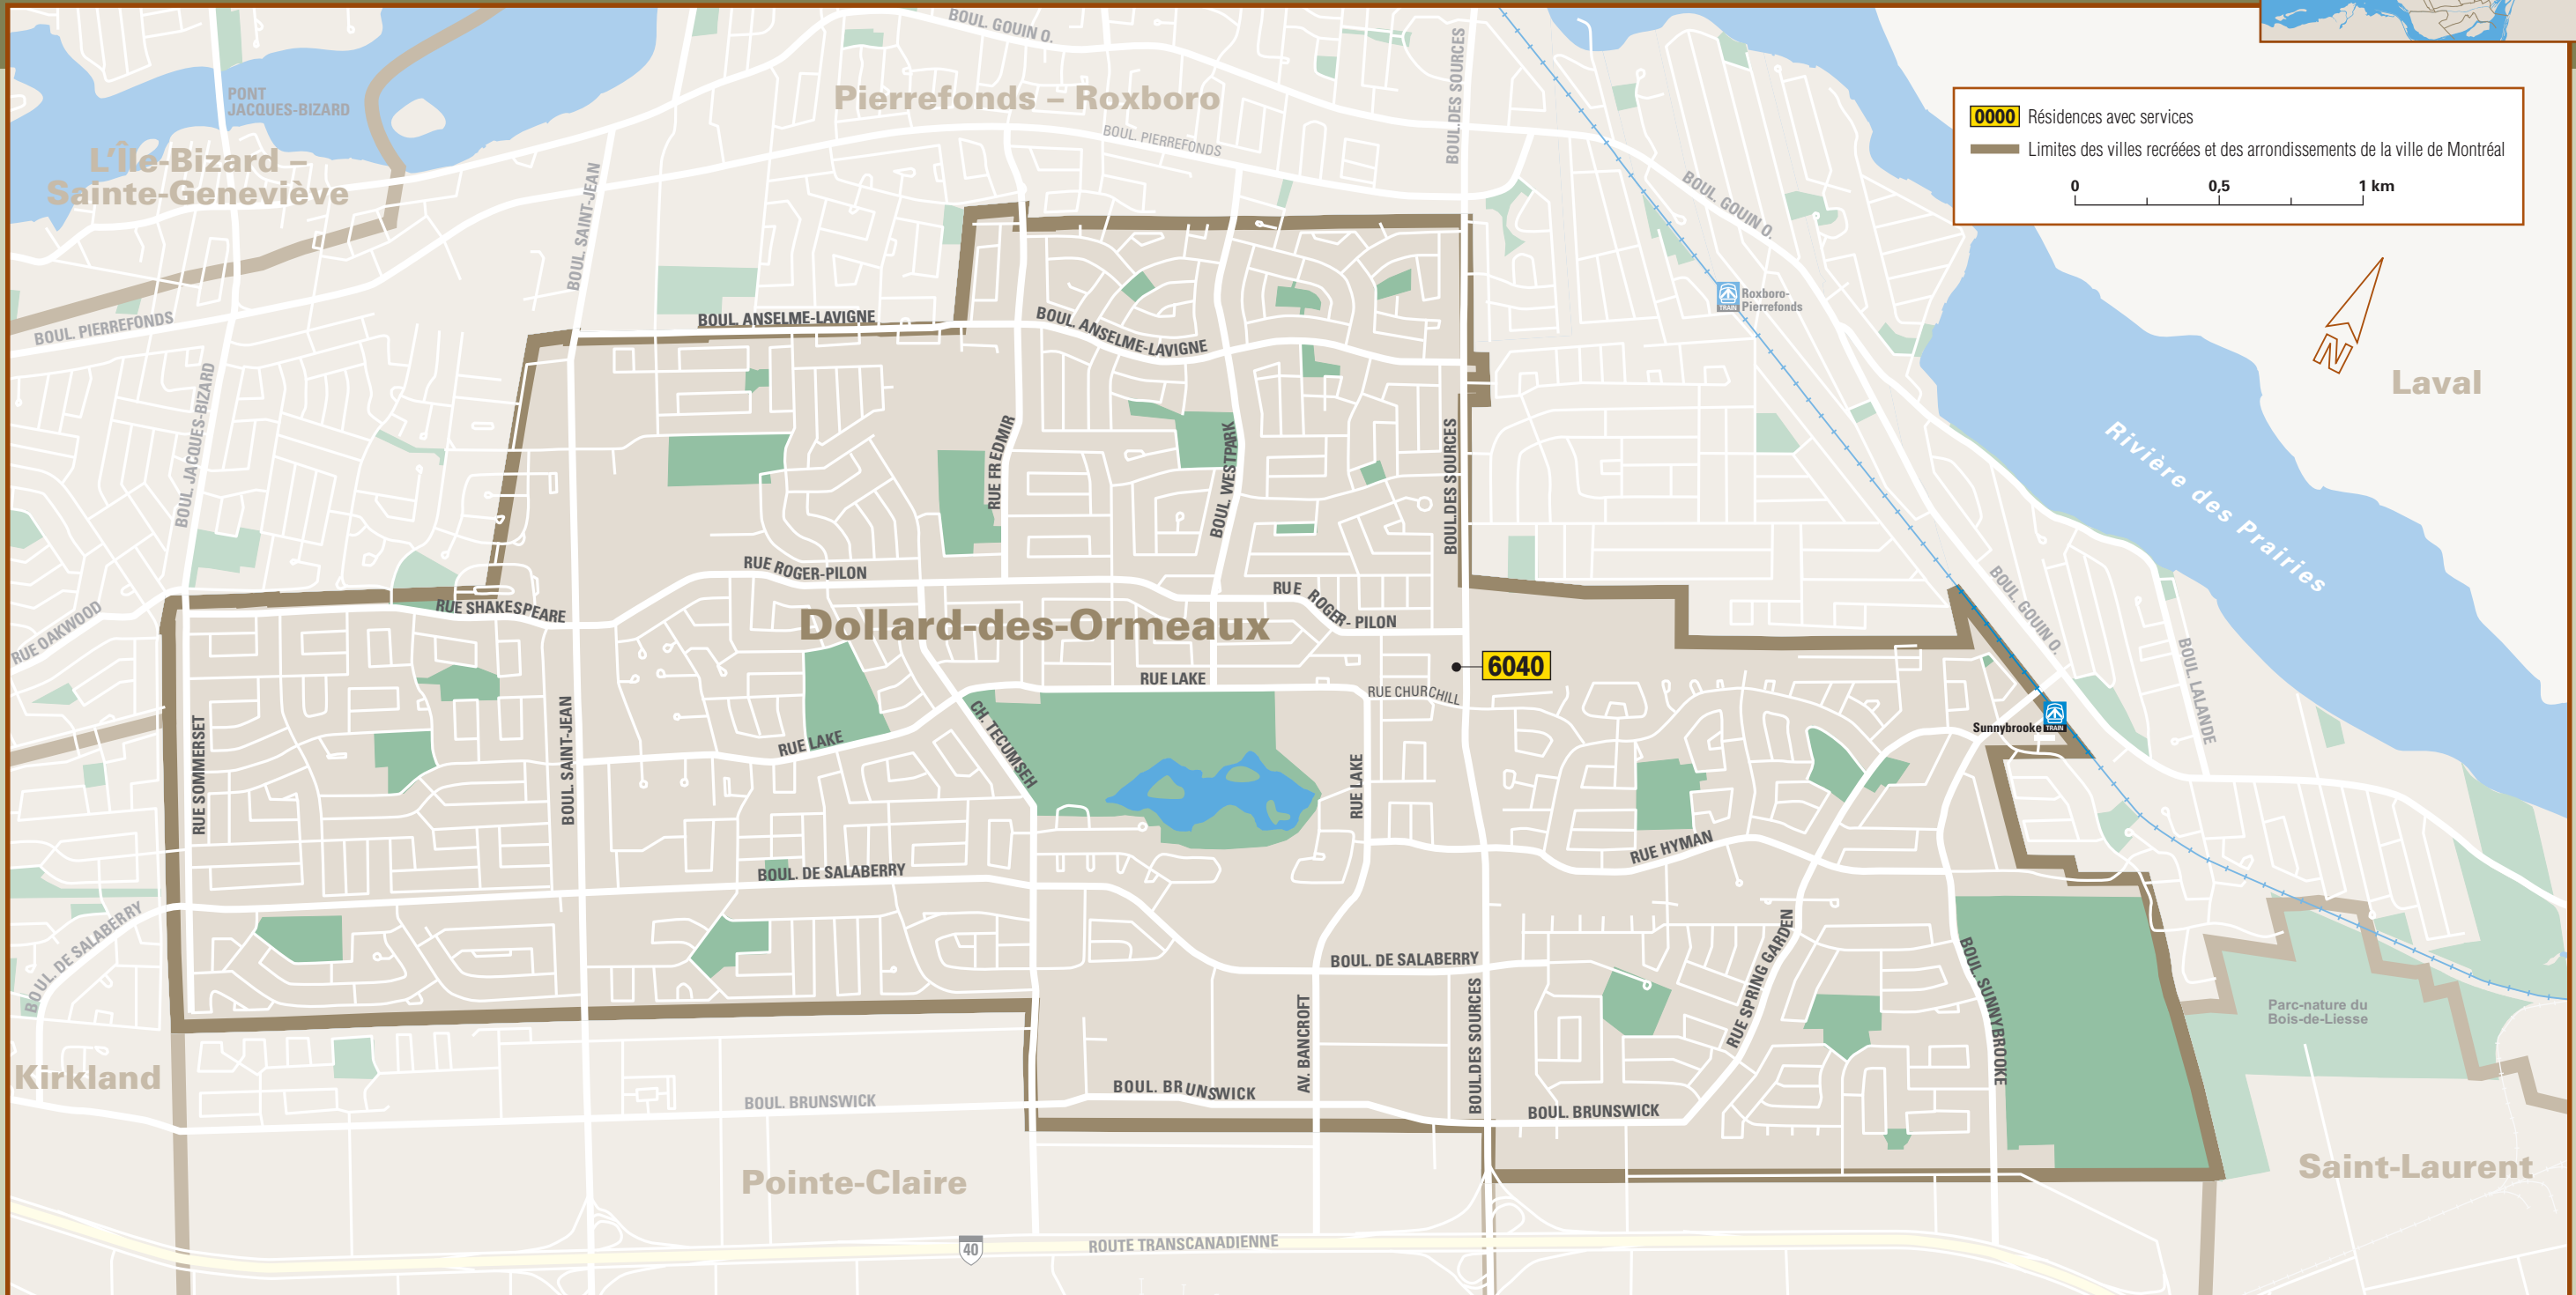 BOUL. GOUIN O.
PONT
JACQUES-BIZARD
Pierrefonds – Roxboro
BOUL.DES SOURCES
0000 Résidences avec services
Limites des villes recréées et des arrondissements de la ville de Montréal
0 0,5 1 km
BOUL. PIERREFONDS
L'Île-Bizard –
Sainte-Geneviève
BOUL. SAINT-JEAN
BOUL. GOUIN O.
Roxboro-
Pierrefonds
TRAIN
BOUL. PIERREFONDS
BOUL. ANSELME-LAVIGNE
BOUL. ANSELME-LAVIGNE
N
Laval
BOUL. JACQUES-BIZARD
RUE FREDMIR
BOUL. WESTPARK
BOUL.DES SOURCES
Rivière des Prairies
RUE ROGER-PILON
RUE ROGER- PILON
RUE SHAKESPEARE
RUE OAKWOOD
Dollard-des-Ormeaux
BOUL. GOUIN O.
6040
RUE LAKE
RUE CHURCHILL
BOUL. LALANDE
Sunnybrooke
TRAIN
RUE SOMMERSET
BOUL. SAINT-JEAN
RUE LAKE
CH. TECUMSEH
RUE LAKE
RUE HYMAN
BOUL. DE SALABERRY
BOUL. DE SALABERRY
BOUL. DE SALABERRY
RUE SPRING GARDEN
BOUL. SUNNYBROOKE
Parc-nature du
Bois-de-Liesse
AV. BANCROFT
BOUL.DES SOURCES
Kirkland
BOUL. BRUNSWICK
BOUL. BRUNSWICK
BOUL. BRUNSWICK
Pointe-Claire
Saint-Laurent
40
ROUTE TRANSCANADIENNE